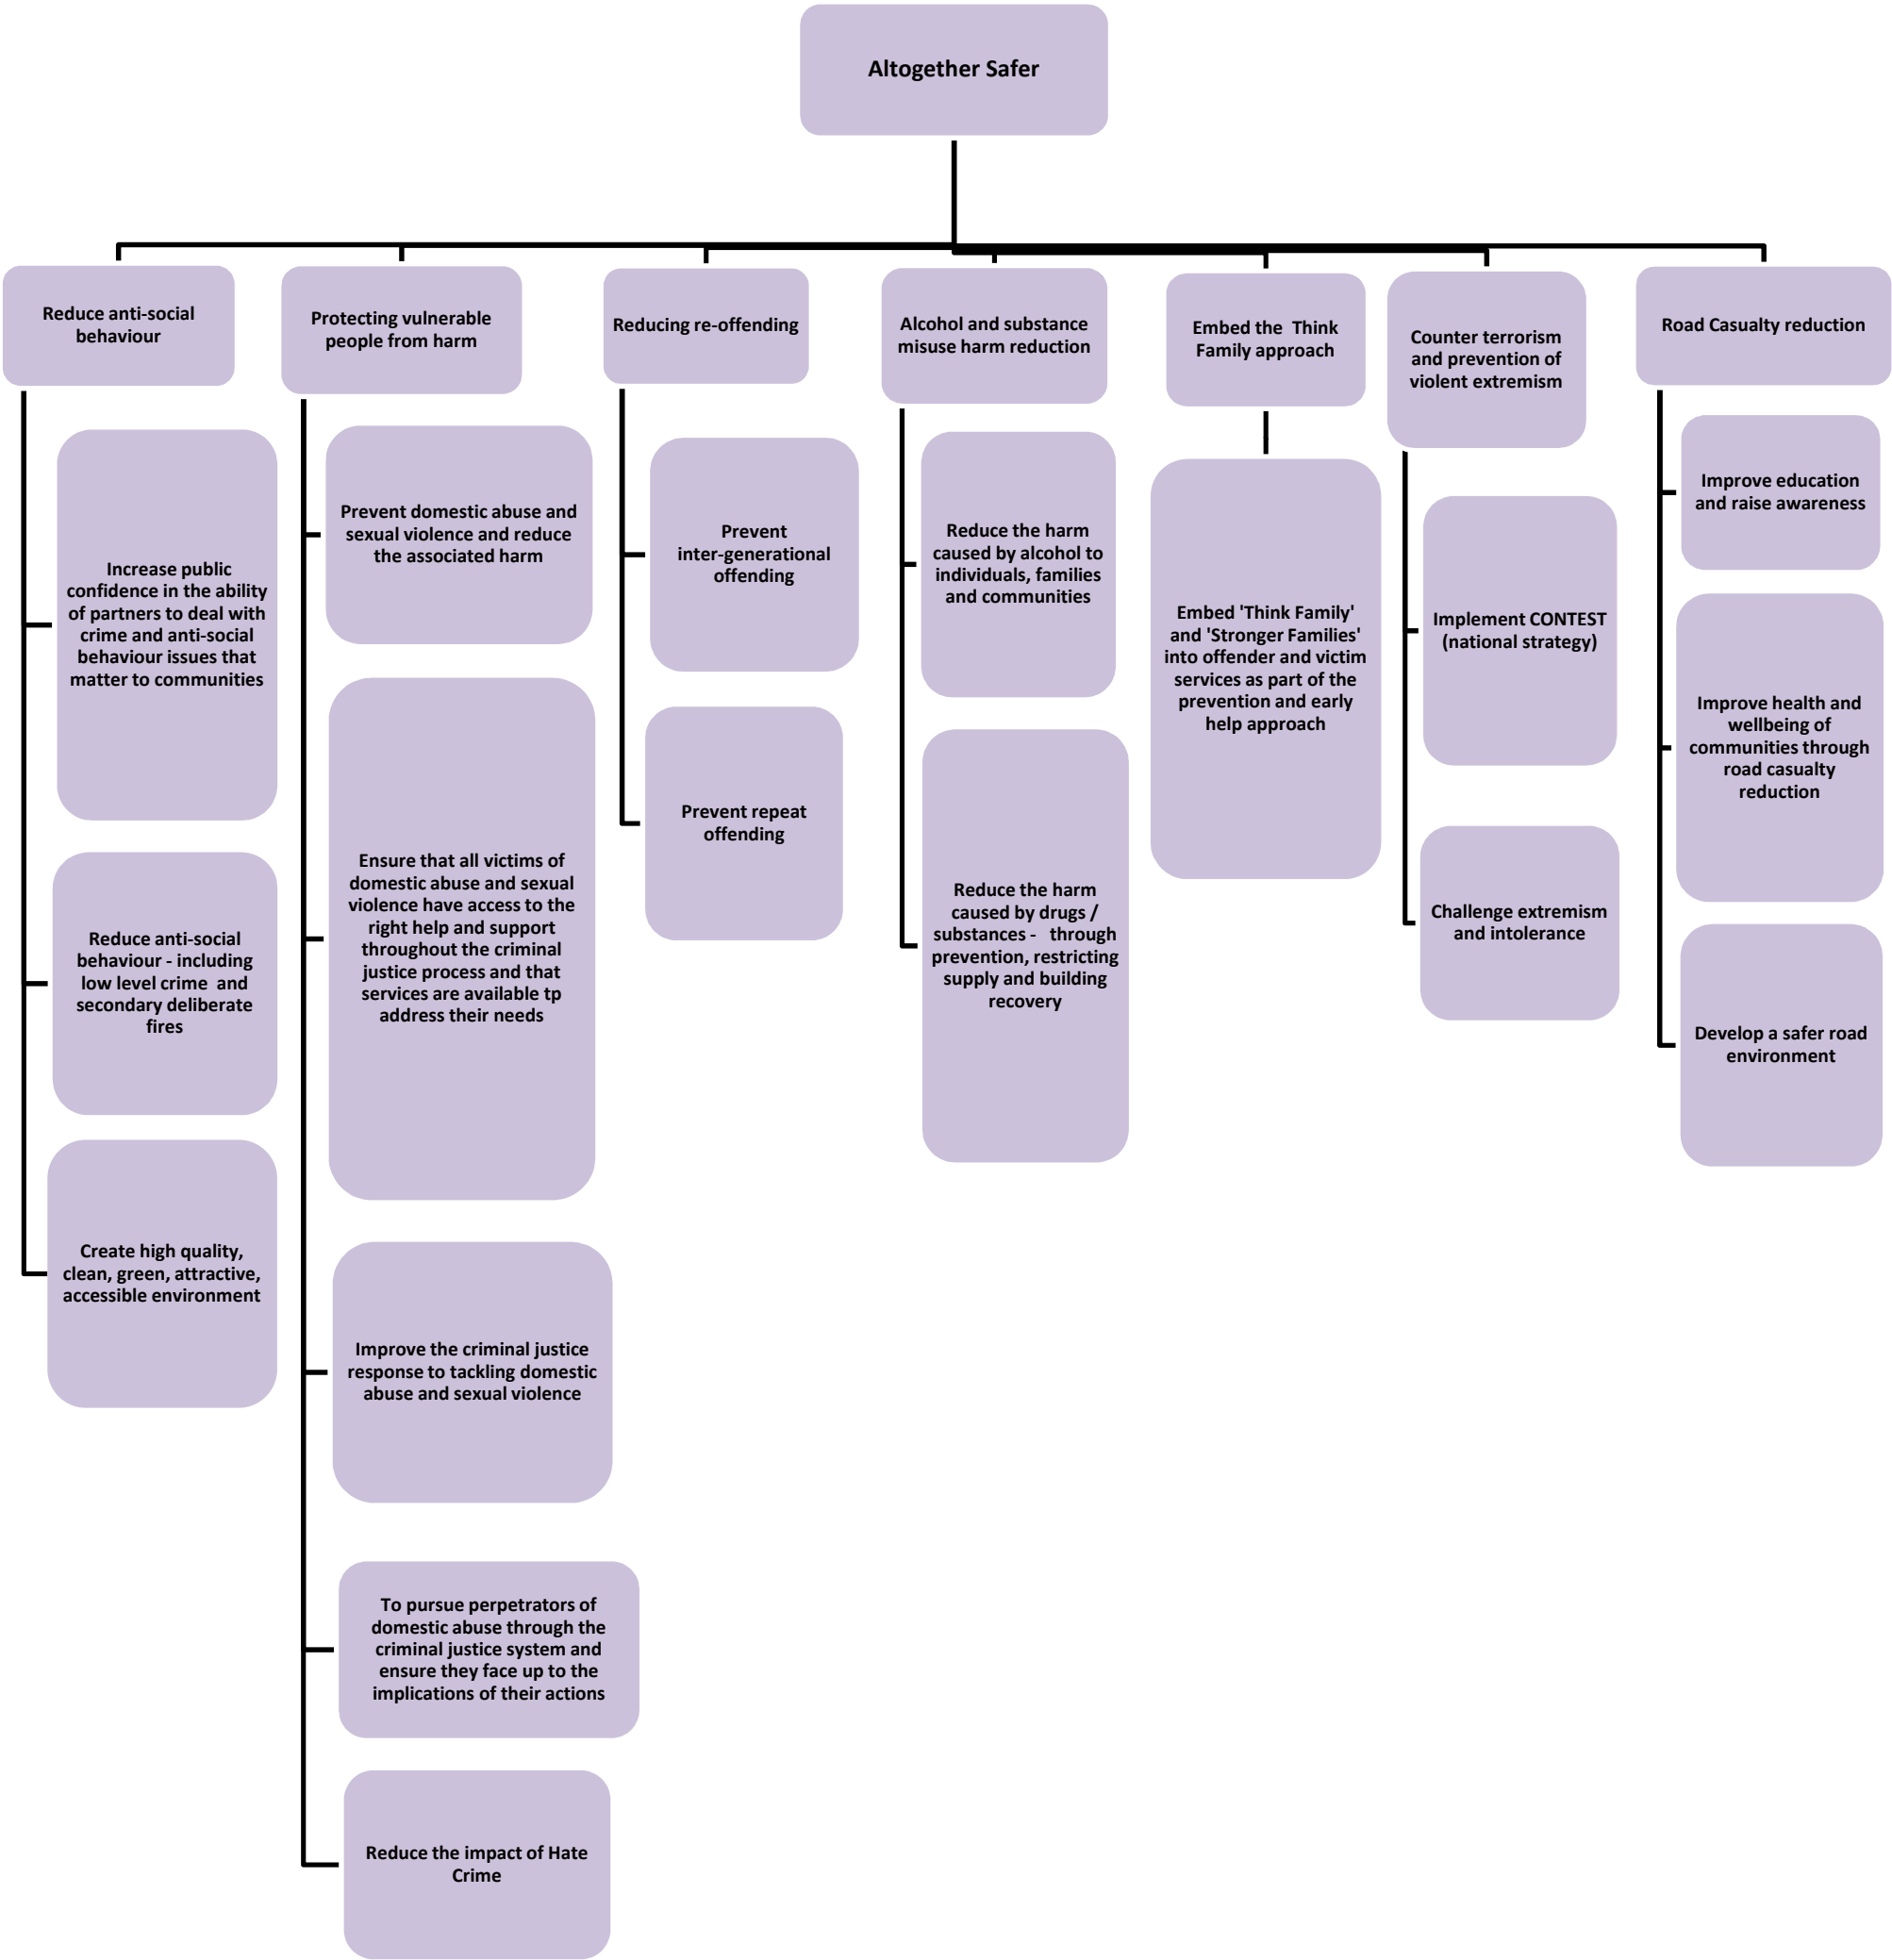 Altogether Safer
Reduce anti-social
behaviour
Increase public
confidence in the ability
of partners to deal with
crime and anti-social
behaviour issues that
matter to communities
Reduce anti-social
behaviour - including
low level crime and
secondary deliberate
fires
Create high quality,
clean, green, attractive,
accessible environment
Protecting vulnerable
people from harm
Prevent domestic abuse and
sexual violence and reduce
the associated harm
Ensure that all victims of
domestic abuse and sexual
violence have access to the
right help and support
throughout the criminal
justice process and that
services are available tp
address their needs
Improve the criminal justice
response to tackling domestic
abuse and sexual violence
To pursue perpetrators of
domestic abuse through the
criminal justice system and
ensure they face up to the
implications of their actions
Reduce the impact of Hate
Crime
Reducing re-offending
Prevent
inter-generational
offending
Prevent repeat
offending
Alcohol and substance
misuse harm reduction
Reduce the harm
caused by alcohol to
individuals, families
and communities
Reduce the harm
caused by drugs /
substances - through
prevention, restricting
supply and building
recovery
Embed the Think
Family approach
Embed 'Think Family'
and 'Stronger Families'
into offender and victim
services as part of the
prevention and early
help approach
Counter terrorism
and prevention of
violent extremism
Implement CONTEST
(national strategy)
Challenge extremism
and intolerance
Road Casualty reduction
Improve education
and raise awareness
Improve health and
wellbeing of
communities through
road casualty
reduction
Develop a safer road
environment